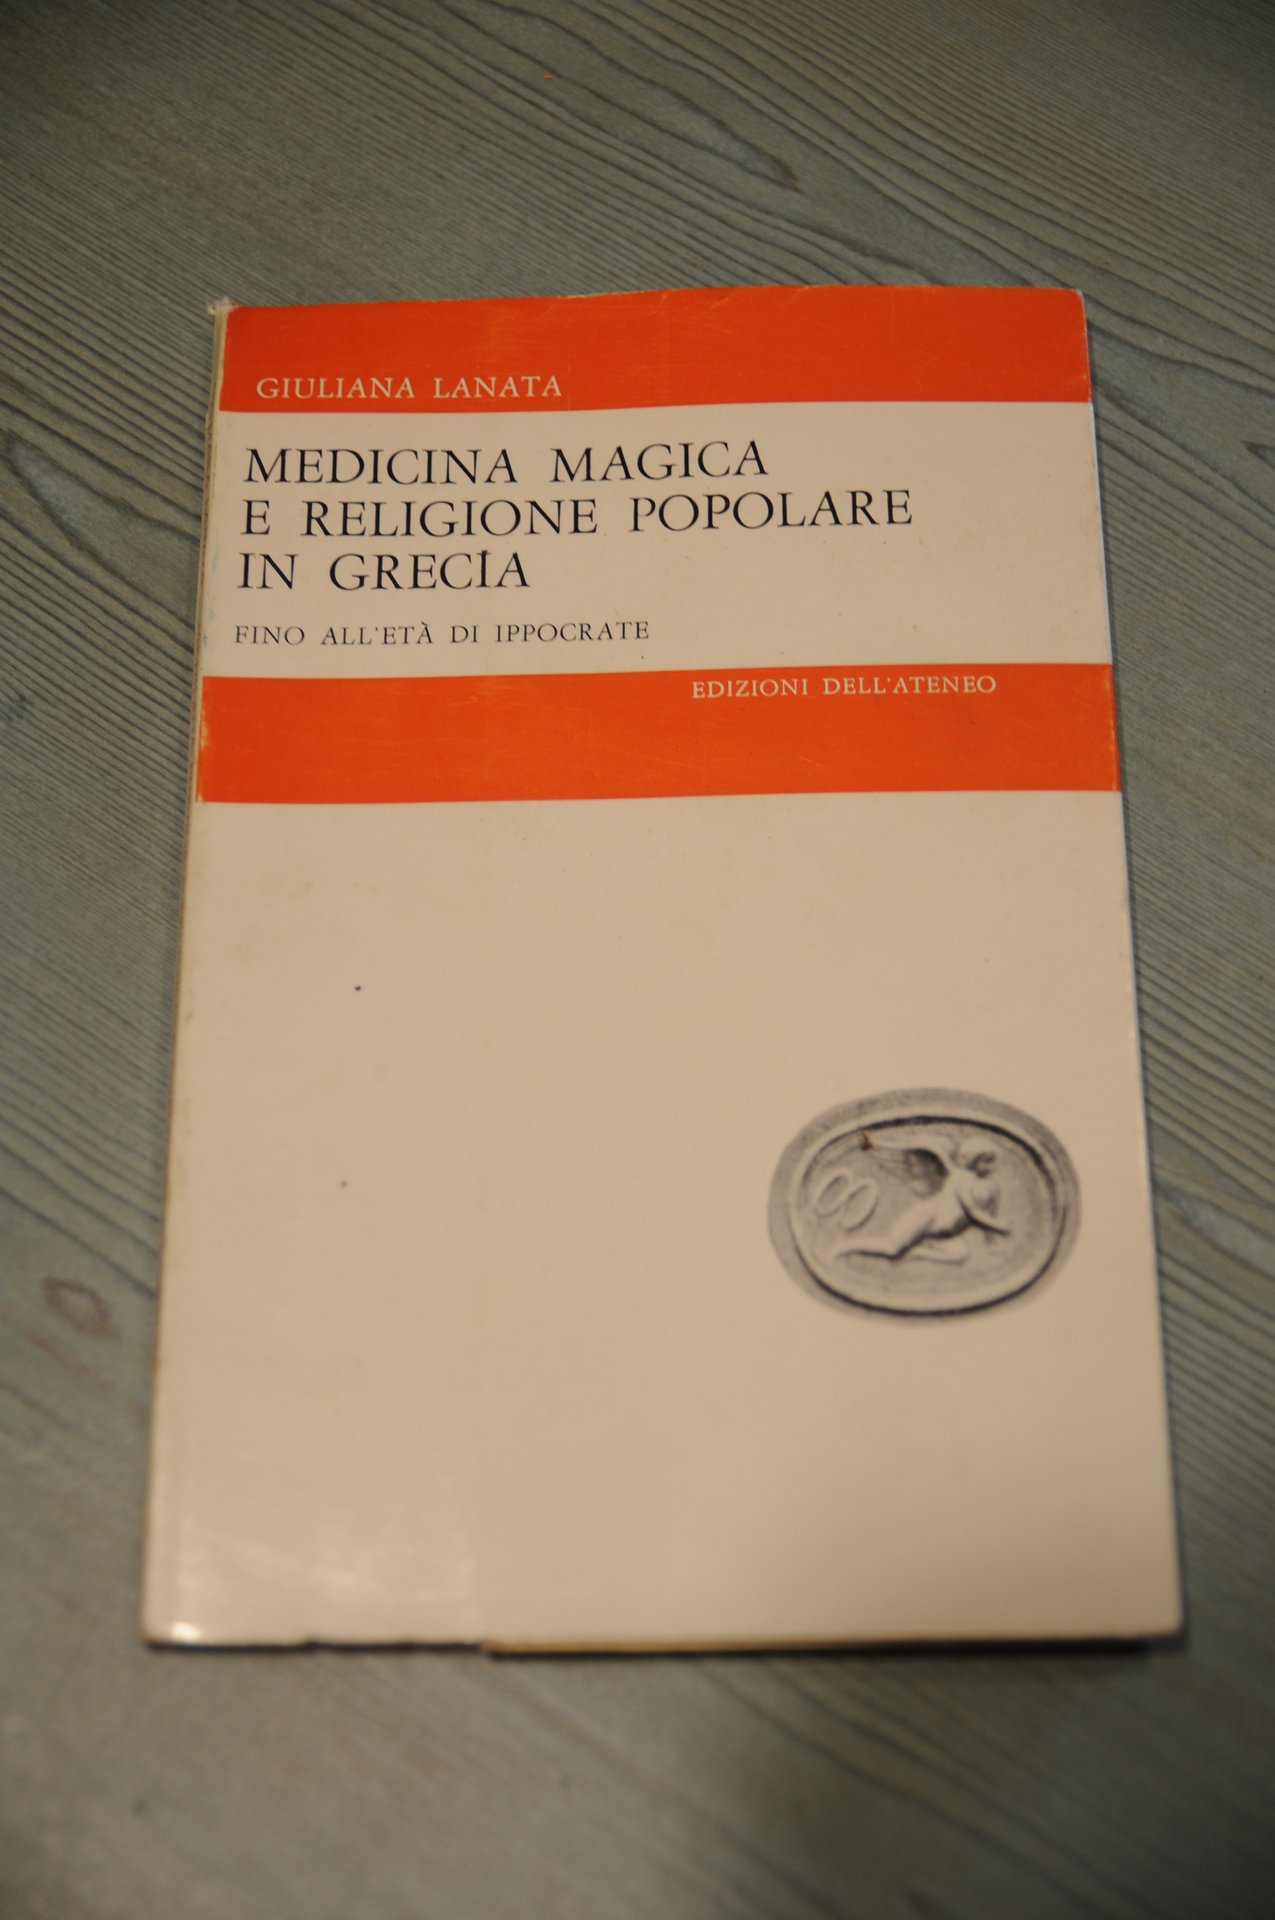 GIULIANA LANATA
MEDICINA MAGICA
E RELIGIONE POPOLARE
IN GRECIA
FINO ALL'ETÀ DI IPPOCRATE
EDIZIONI DELL'ATENEO